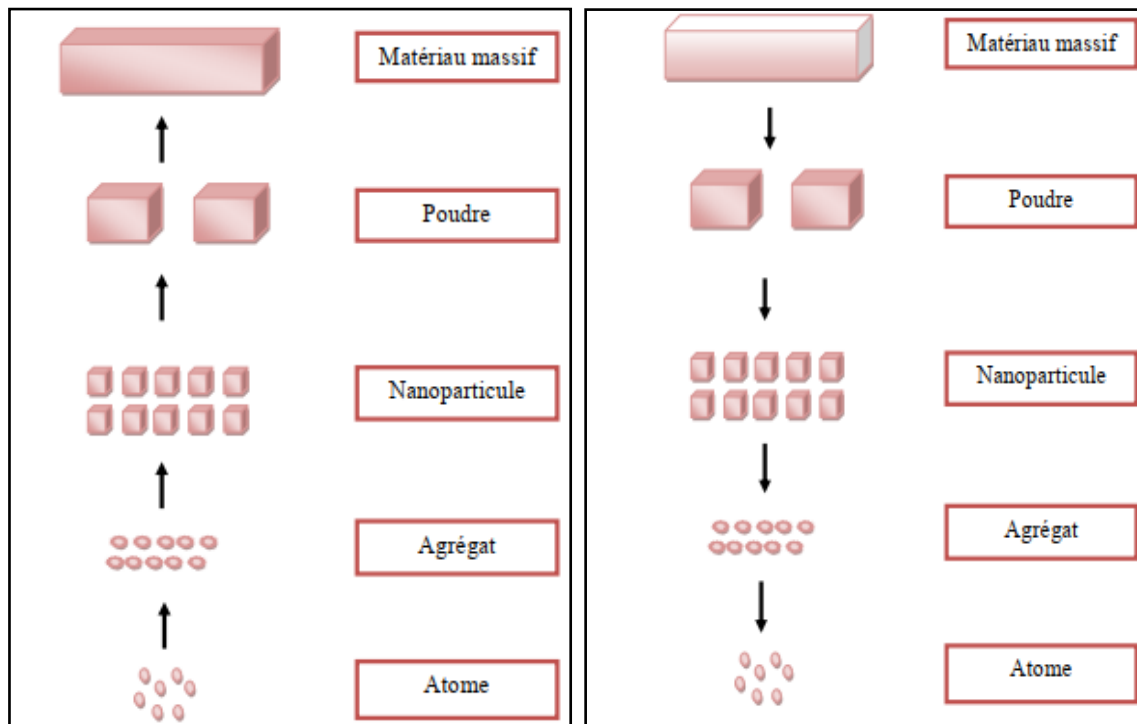 Matériau massif
Poudre
Nanoparticule
Agrégat
Atome
Matériau massif
Poudre
Nanoparticule
Agrégat
Atome